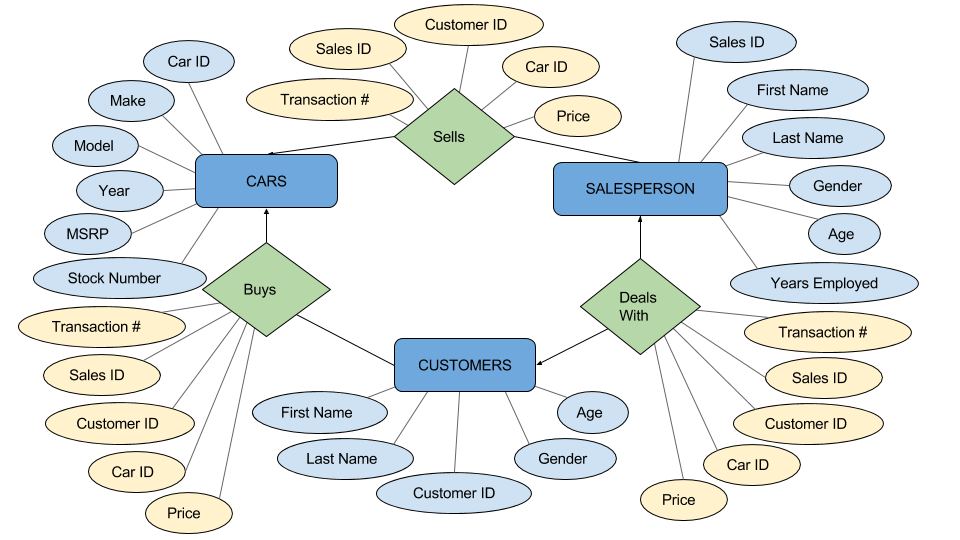 Customer ID
Sales ID
Car ID
Transaction #
Price
Sells
Car ID
Make
Model
Year
MSRP
Stock Number
CARS
Sales ID
First Name
Last Name
Gender
Age
Years Employed
SALESPERSON
Buys
Transaction #
Sales ID
Customer ID
Car ID
Price
Deals
With
Transaction #
Sales ID
Customer ID
Car ID
Price
CUSTOMERS
First Name
Last Name
Customer ID
Gender
Age